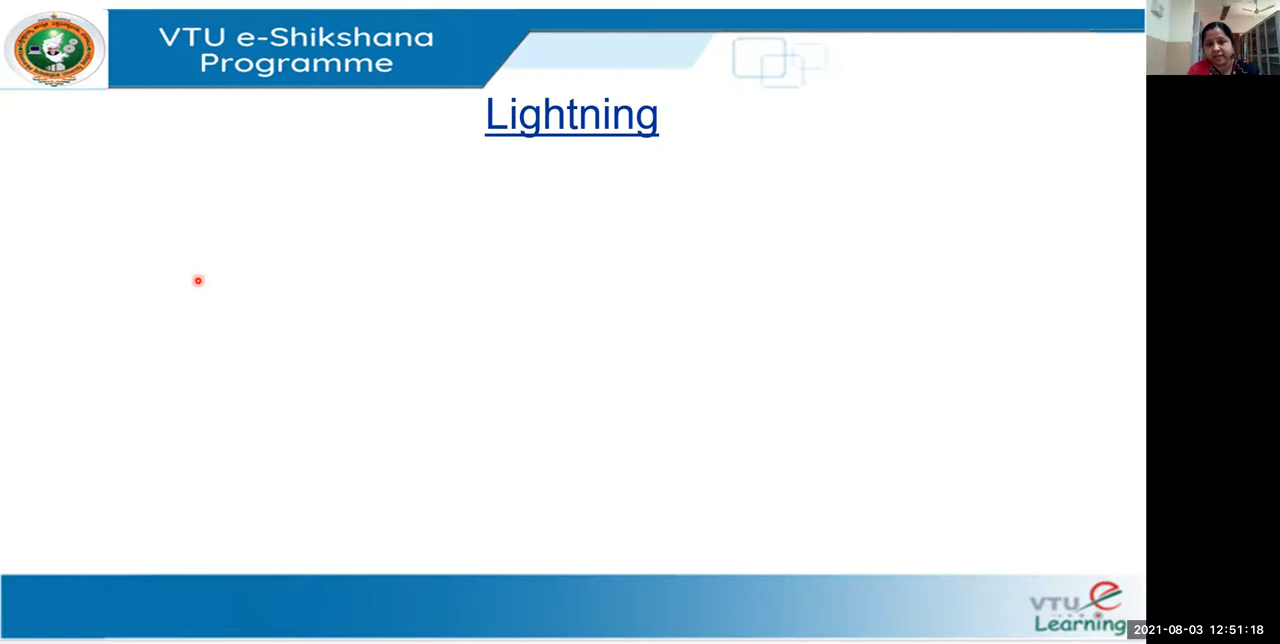 VTU e-Shikshana
Programme
Lightning
VTU e
Learning
2021-08-03 12:51:18